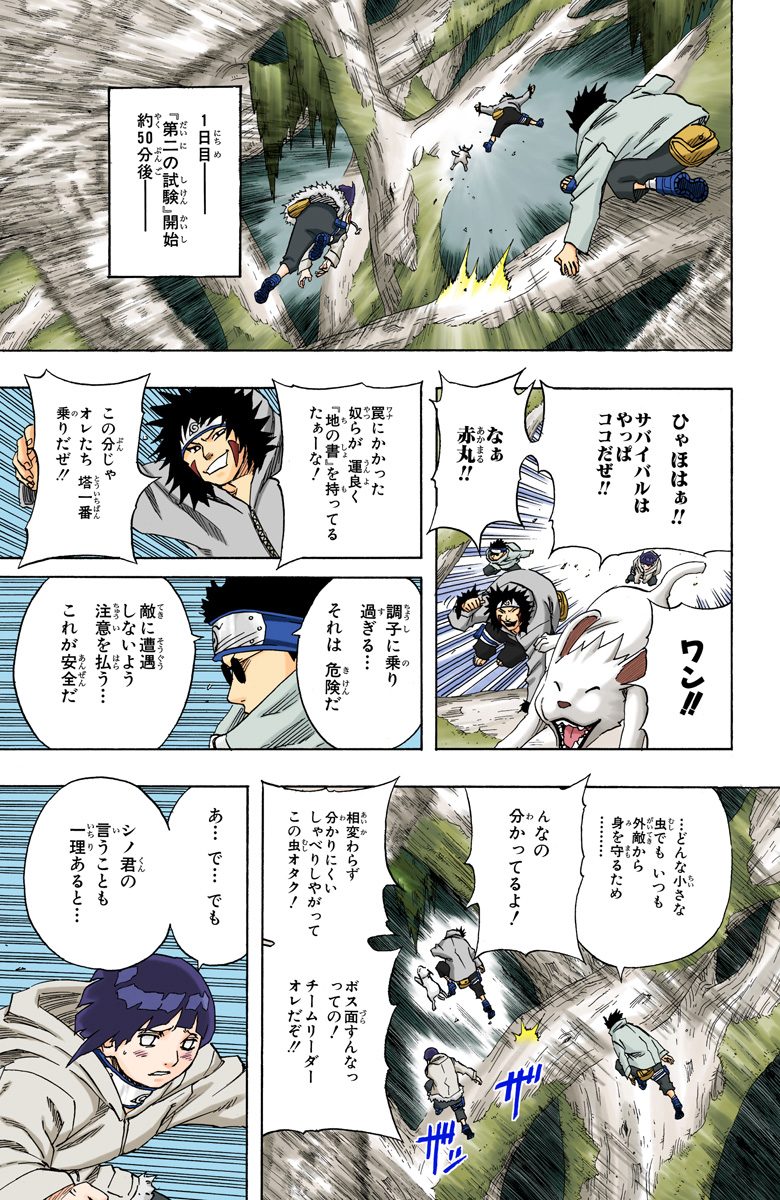 1日目――
『第二の試験』開始
約50分後――
ひゃほはぁ!!
サバイバルは
やっぱ
ココだぜ!!
なぁ
赤丸!!
ワン!!
罠にかかった
奴らが 運良く
『地の書』を持ってる
たぁーな!
この分じゃ
オレたち 塔一番
乗りだぜ!!
調子に乗り
過ぎる…
それは 危険だ
敵に遭遇
しないよう
注意を払う…
これが安全だ
…どんな小さな
虫でも いつも
外敵から
身を守るため
………
んなの
分かってるよ!
相変わらず
分かりにくい
しゃべりしやがって
この虫オタク!
ボス面すんなっ
っての!
チームリーダー
オレだぞ!!
ザッ
ザザッ
あ…で…でも
シノ君の
言うことも
一理あると…